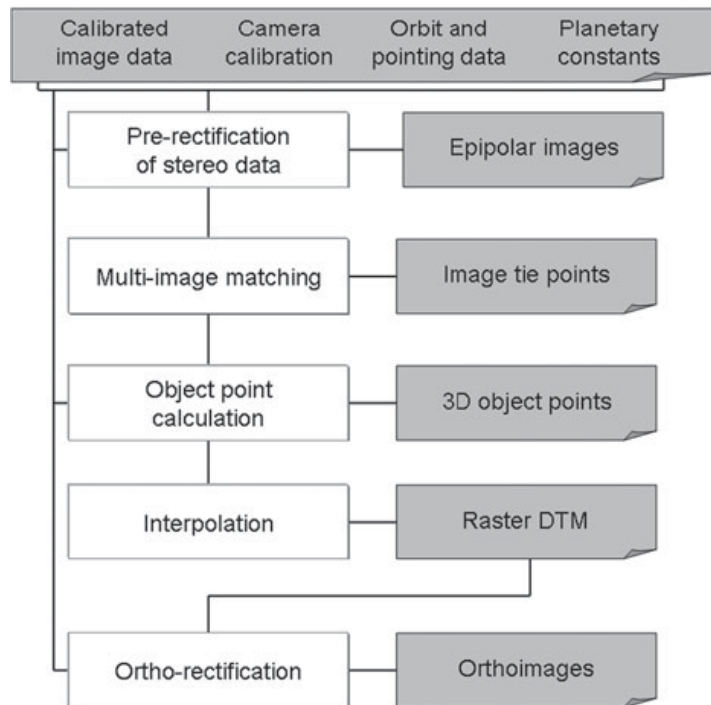 Calibrated Camera Orbit and Planetary
image data calibration pointing data constants
Pre-rectification
of stereo data
Epipolar images
Multi-image matching
Image tie points
Object point
calculation
3D object points
Interpolation
Raster DTM
Ortho-rectification
Orthoimages